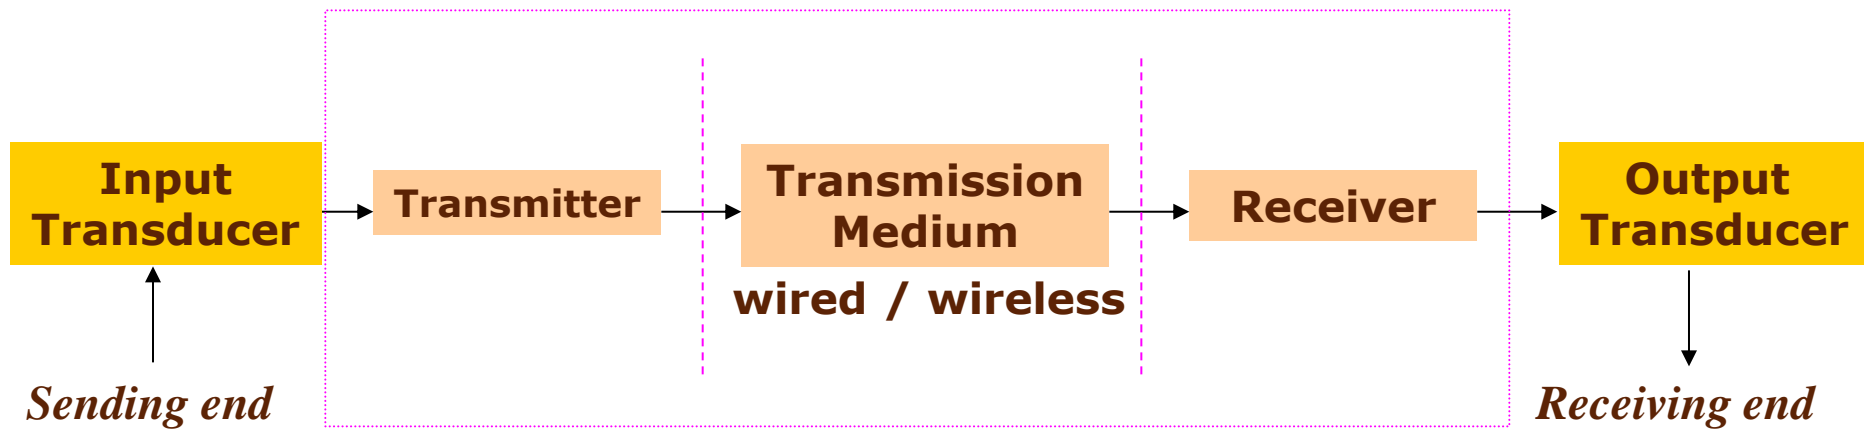 Input
Transducer
Transmitter
Transmission
Medium
wired / wireless
Receiver
Output
Transducer
Sending end
Receiving end